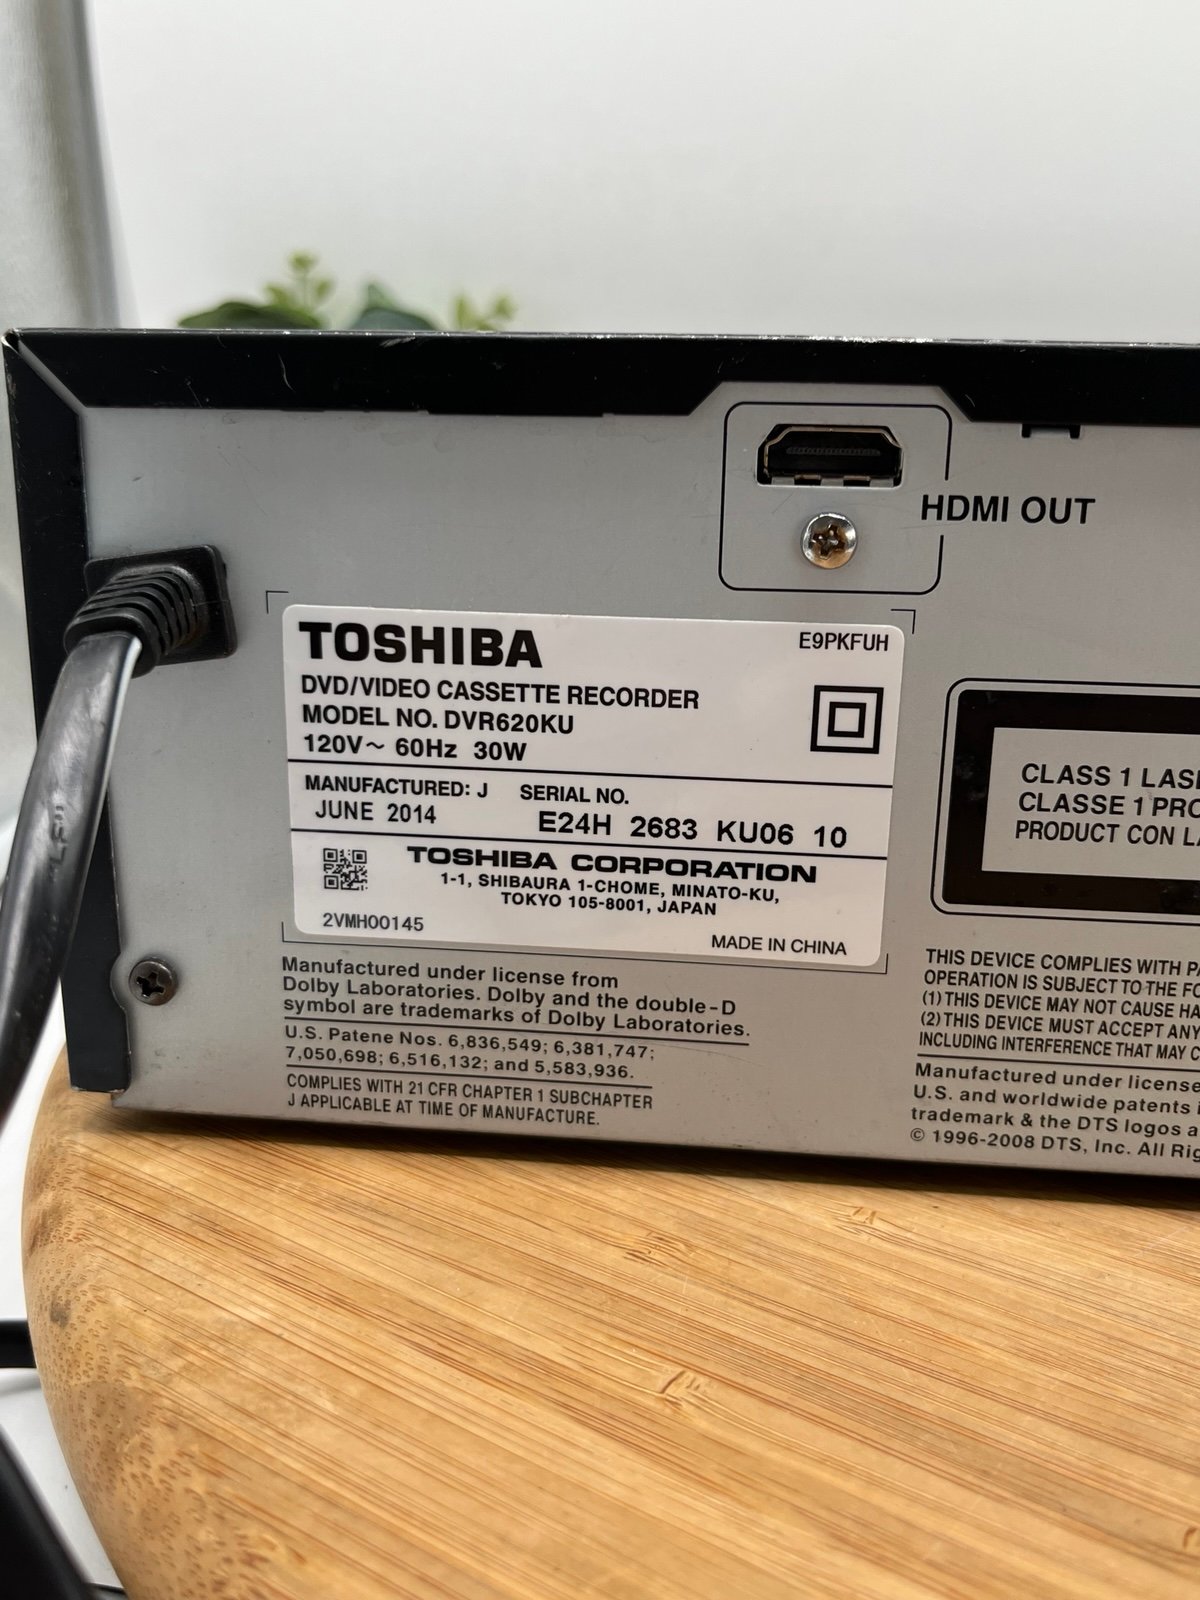 HDMI OUT
TOSHIBA
E9PKFUH
DVD/VIDEO CASSETTE RECORDER
MODEL NO. DVR620KU
120V~ 60Hz 30W
MANUFACTURED: J SERIAL NO.
JUNE 2014 E24H 2683 KU06 10
TOSHIBA CORPORATION
1-1, SHIBAURA 1-CHOME, MINATO-KU,
TOKYO 105-8001, JAPAN
2VMH00145
MADE IN CHINA
Manufactured under license from
Dolby Laboratories. Dolby and the double-D
symbol are trademarks of Dolby Laboratories.
U.S. Patene Nos. 6,836,549; 6,381,747;
7,050,698; 6,516,132; and 5,583,936.
COMPLIES WITH 21 CFR CHAPTER 1 SUBCHAPTER
J APPLICABLE AT TIME OF MANUFACTURE.
CLASS 1
CLASSE 1
PRODUCT CON
THIS DEVICE COMPLIES WITH
OPERATION IS SUBJECT TO THE
(1) THIS DEVICE MAY NOT CAUSE
(2) THIS DEVICE MUST ACCEPT ANY
INCLUDING INTERFERENCE THAT MAY
Manufactured under license
U.S. and worldwide patents
trademark & the DTS logos
© 1996-2008 DTS, Inc. All